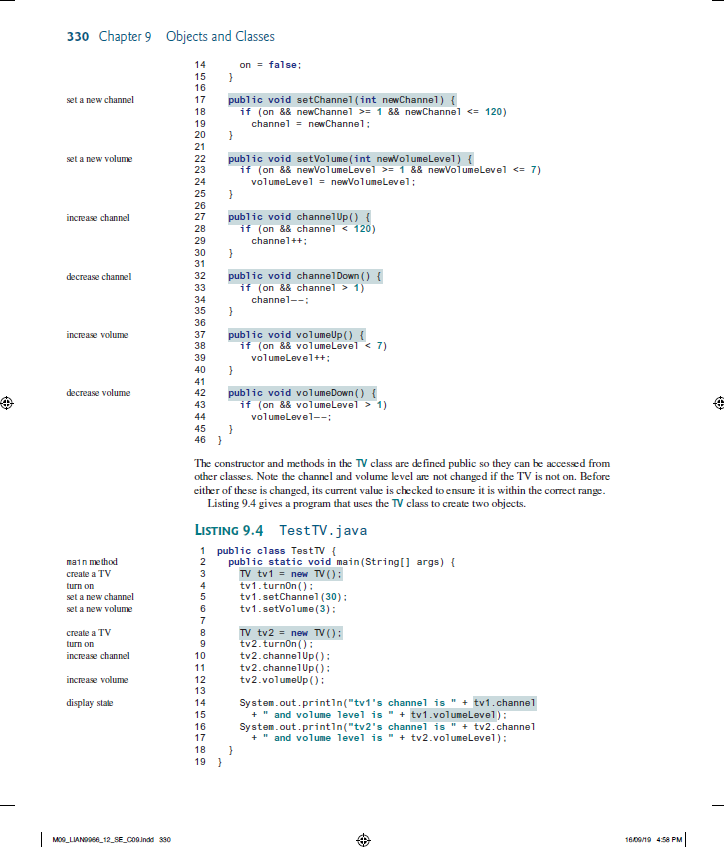 330 Chapter 9 Objects and Classes
14 on = false;
15 }
16
set a new channel 17 public void setChannel(int newChannel) {
18 if (on && newChannel >= 1 && newChannel <= 120)
19 channel = newChannel;
20 }
21
set a new volume 22 public void setVolume(int newVolumeLevel) {
23 if (on && newVolumeLevel >= 1 && newVolumeLevel <= 7)
24 volumeLevel = newVolumeLevel;
25 }
26
increase channel 27 public void channelUp() {
28 if (on && channel < 120)
29 channel++;
30 }
31
decrease channel 32 public void channelDown() {
33 if (on && channel > 1)
34 channel--;
35 }
36
increase volume 37 public void volumeUp() {
38 if (on && volumeLevel < 7)
39 volumeLevel++;
40 }
41
decrease volume 42 public void volumeDown() {
43 if (on && volumeLevel > 1)
44 volumeLevel--;
45 }
46 }
The constructor and methods in the TV class are defined public so they can be accessed from
other classes. Note the channel and volume level are not changed if the TV is not on. Before
either of these is changed, its current value is checked to ensure it is within the correct range.
Listing 9.4 gives a program that uses the TV class to create two objects.
LISTING 9.4 TestTV.java
1 public class TestTV {
main method 2 public static void main(String[] args) {
create a TV 3 TV tv1 = new TV();
turn on 4 tv1.turnOn();
set a new channel 5 tv1.setChannel(30);
set a new volume 6 tv1.setVolume(3);
7
create a TV 8 TV tv2 = new TV();
turn on 9 tv2.turnOn();
increase channel 10 tv2.channelUp();
11 tv2.channelUp();
increase volume 12 tv2.volumeUp();
13
display state 14 System.out.println("tv1's channel is " + tv1.channel
15 + " and volume level is " + tv1.volumeLevel);
16 System.out.println("tv2's channel is " + tv2.channel
17 + " and volume level is " + tv2.volumeLevel);
18 }
19 }
M09_LIAN9966_12_SE_C09.indd 330 16/09/19 4:58 PM